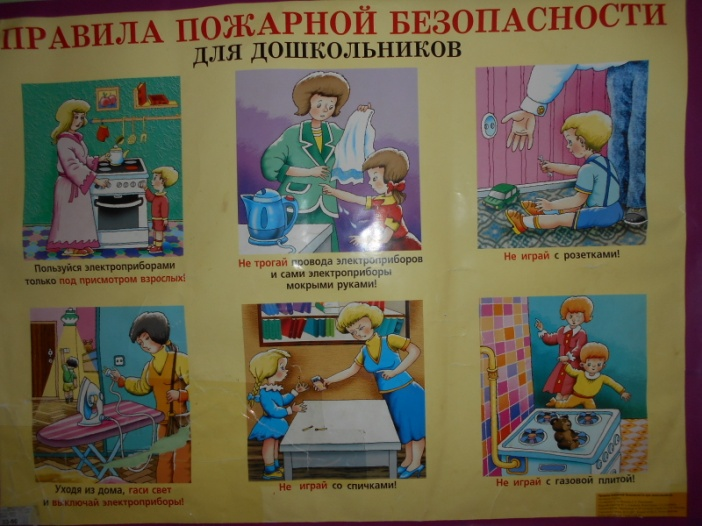 ПРАВИЛА ПОЖАРНОЙ БЕЗОПАСНОСТИ
ДЛЯ ДОШКОЛЬНИКОВ
Пользуйся электроприборами
только под присмотром взрослых!
Не трогай провода электроприборов
и сами электроприборы
мокрыми руками!
Не играй с розетками!
Уходя из дома, гаси свет
и выключай электроприборы!
Не играй со спичками!
Не играй с газовой плитой!